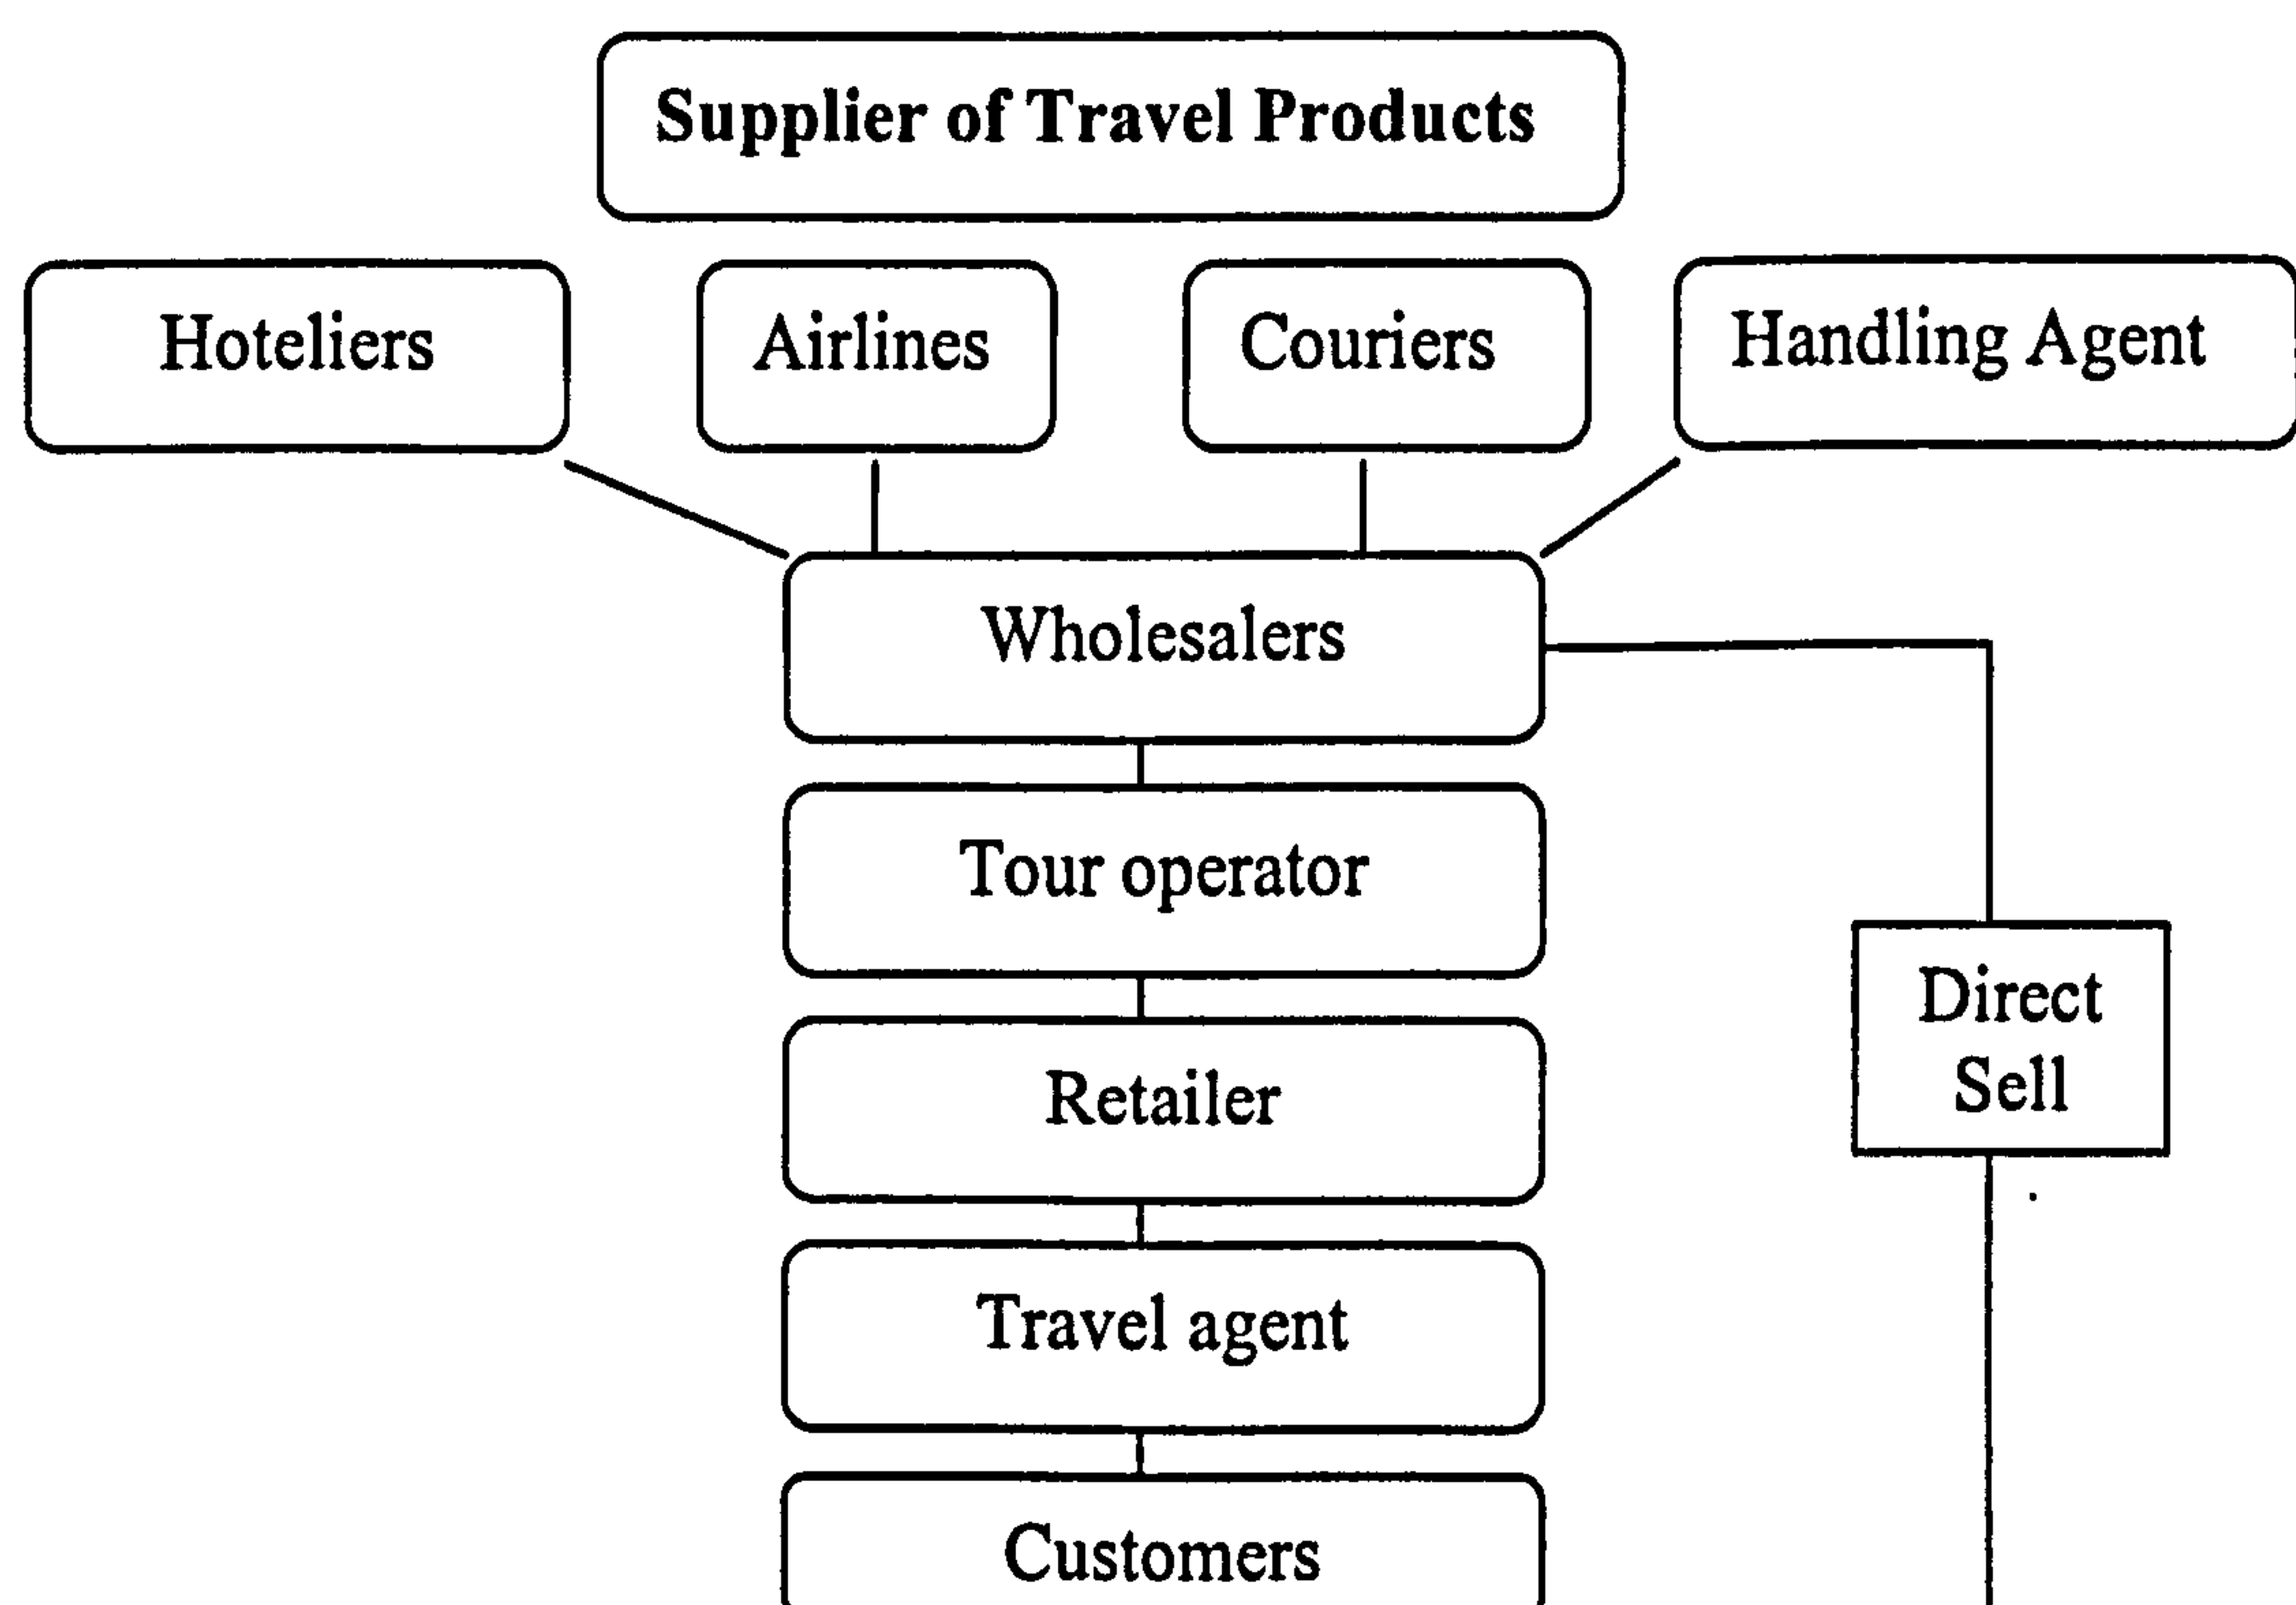 Supplier of Travel Products
Hoteliers
Airlines
Couriers
Handling Agent
Wholesalers
Tour operator
Retailer
Direct
Sell
Travel agent
Customers